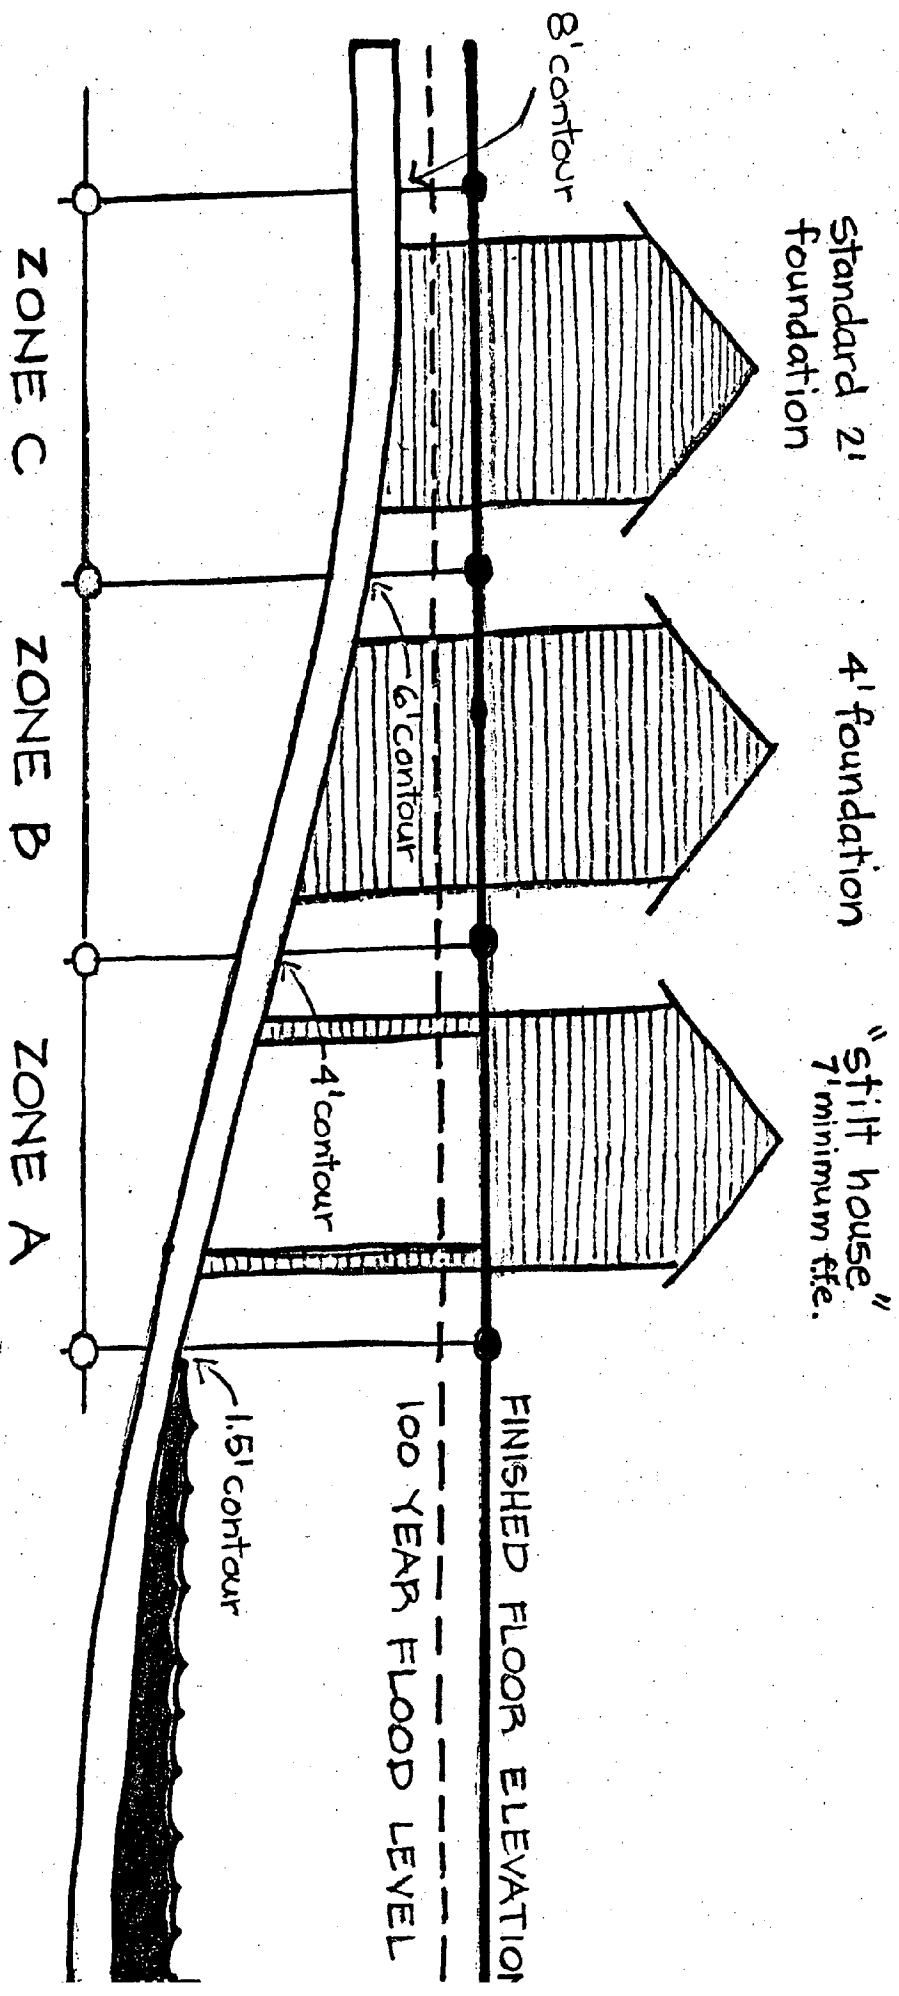 standard 2'
foundation
4' foundation
"stilt house"
7' minimum f.f.e.
8' contour
6' contour
4' contour
1.5' contour
FINISHED FLOOR ELEVATION
100 YEAR FLOOD LEVEL
ZONE C
ZONE B
ZONE A